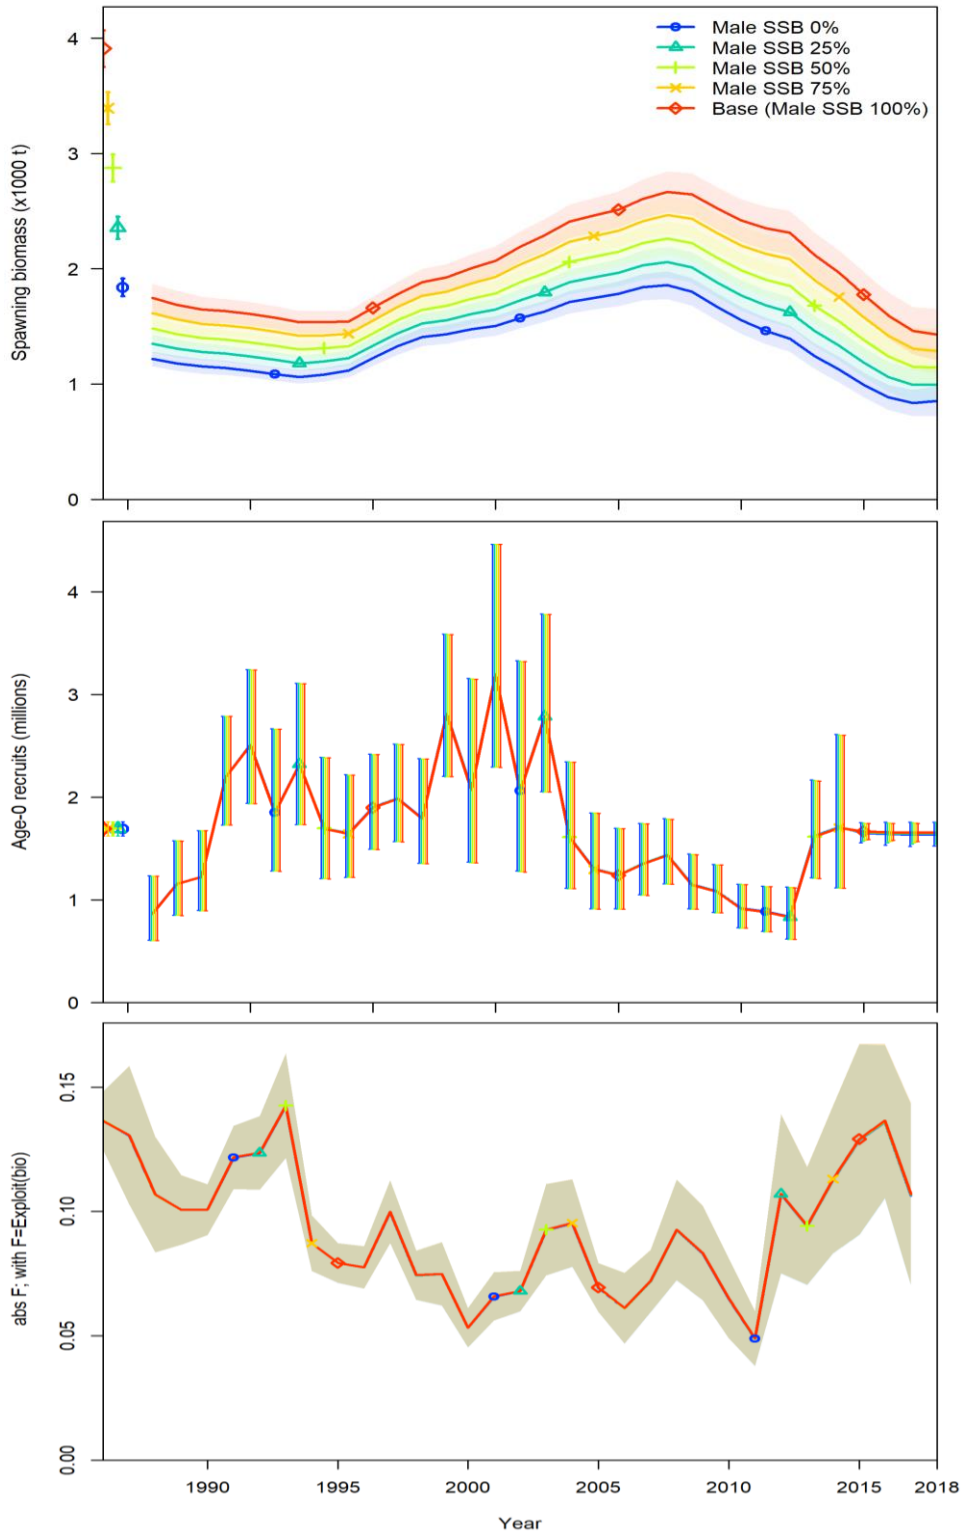 Male SSB 0%
Male SSB 25%
Male SSB 50%
Male SSB 75%
Base (Male SSB 100%)
Spawning biomass (x1000 t)
4
3
2
1
0
Age-0 recruits (millions)
4
3
2
1
0
abs F; with F=Exploit(bio)
0.15
0.10
0.05
0.00
1990 1995 2000 2005 2010 2015 2018
Year